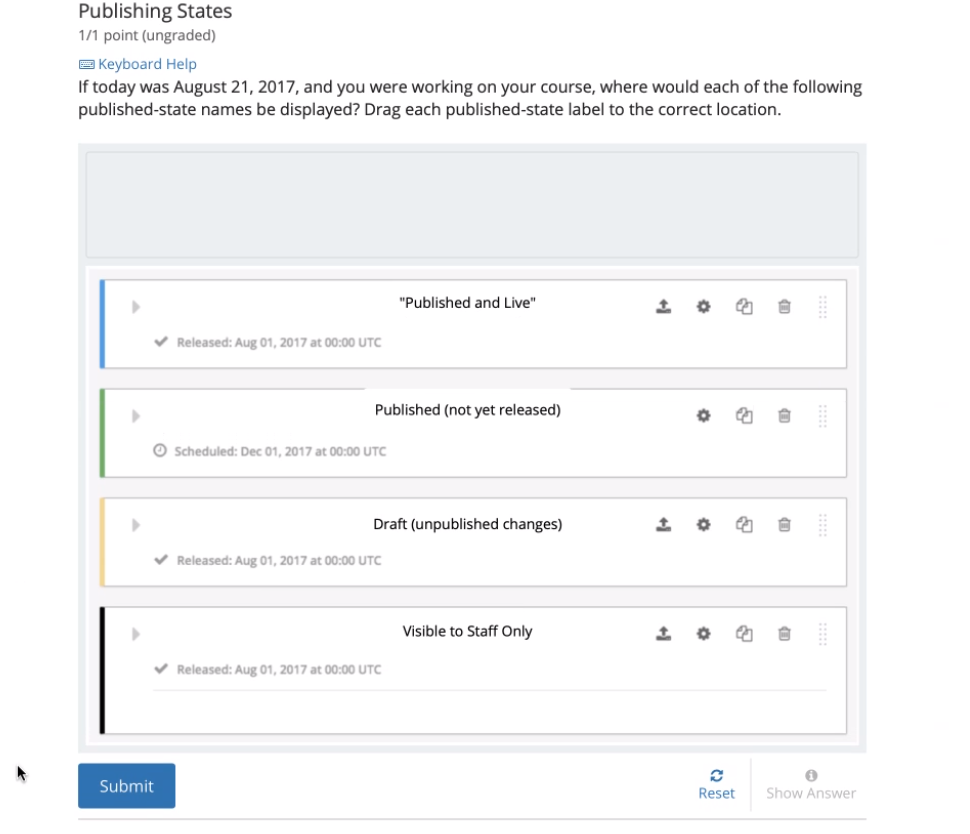 Publishing States
1/1 point (ungraded)
Keyboard Help
If today was August 21, 2017, and you were working on your course, where would each of the following
published-state names be displayed? Drag each published-state label to the correct location.
"Published and Live"
Released: Aug 01, 2017 at 00:00 UTC
Published (not yet released)
Scheduled: Dec 01, 2017 at 00:00 UTC
Draft (unpublished changes)
Released: Aug 01, 2017 at 00:00 UTC
Visible to Staff Only
Released: Aug 01, 2017 at 00:00 UTC
Submit
Reset
Show Answer